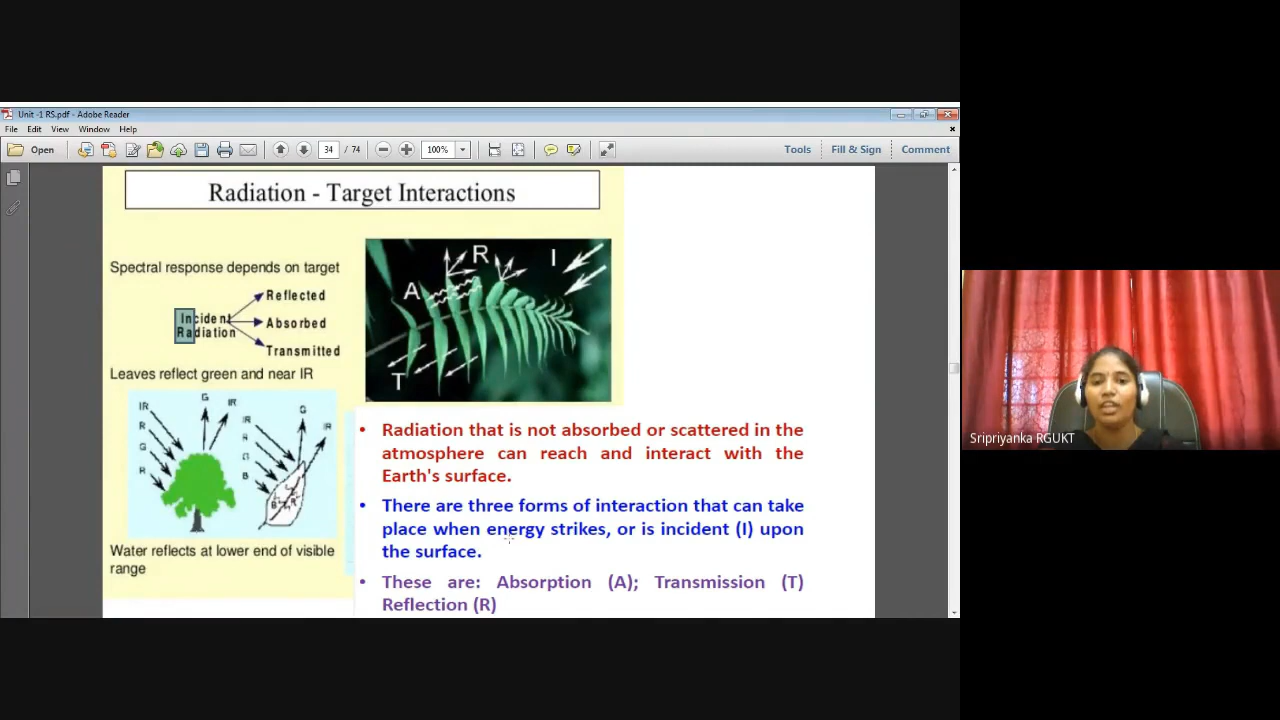 Unit -1 RS.pdf - Adobe Reader
File Edit View Window Help
Open 34 / 74 100% Tools Fill & Sign Comment
Radiation - Target Interactions
Spectral response depends on target
Reflected
Incident
Radiation
Absorbed
Transmitted
Leaves reflect green and near IR
R I
A
T
G IR G
IR IR IR
R R
G G
R B
B R
Water reflects at lower end of visible
range
• Radiation that is not absorbed or scattered in the
atmosphere can reach and interact with the
Earth's surface.
• There are three forms of interaction that can take
place when energy strikes, or is incident (I) upon
the surface.
• These are: Absorption (A); Transmission (T)
Reflection (R)
Sripriyanka RGUKT